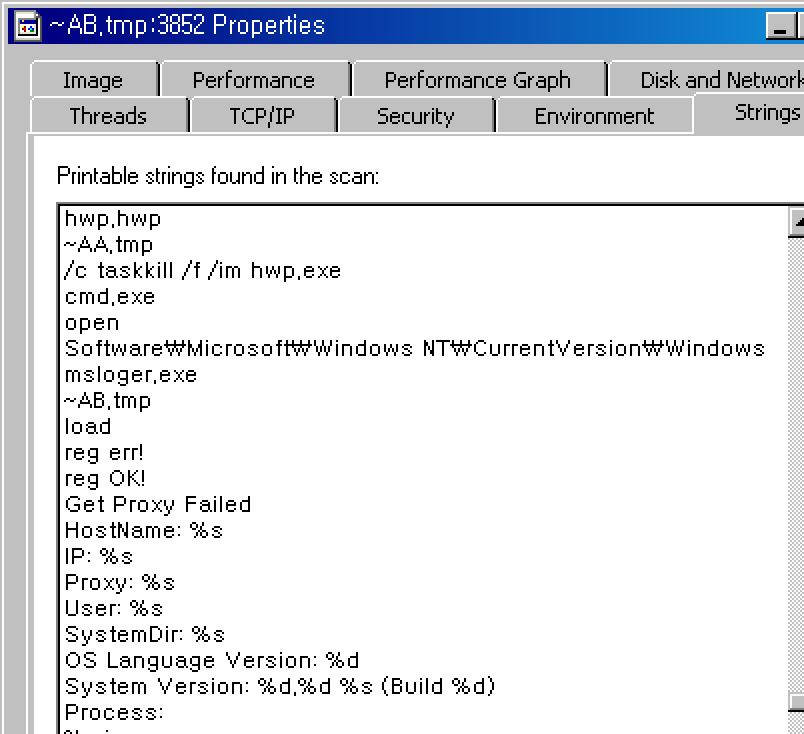 ~AB,tmp:3852 Properties
Image
Performance
Performance Graph
Disk and Network
Threads
TCP/IP
Security
Environment
Strings
Printable strings found in the scan:
hwp,hwp
~AA,tmp
/c taskkill /f /im hwp,exe
cmd,exe
open
Software₩Microsoft₩Windows NT₩CurrentVersion₩Windows
msloger,exe
~AB,tmp
load
reg err!
reg OK!
Get Proxy Failed
HostName: %s
IP: %s
Proxy: %s
User: %s
SystemDir: %s
OS Language Version: %d
System Version: %d,%d %s (Build %d)
Process: